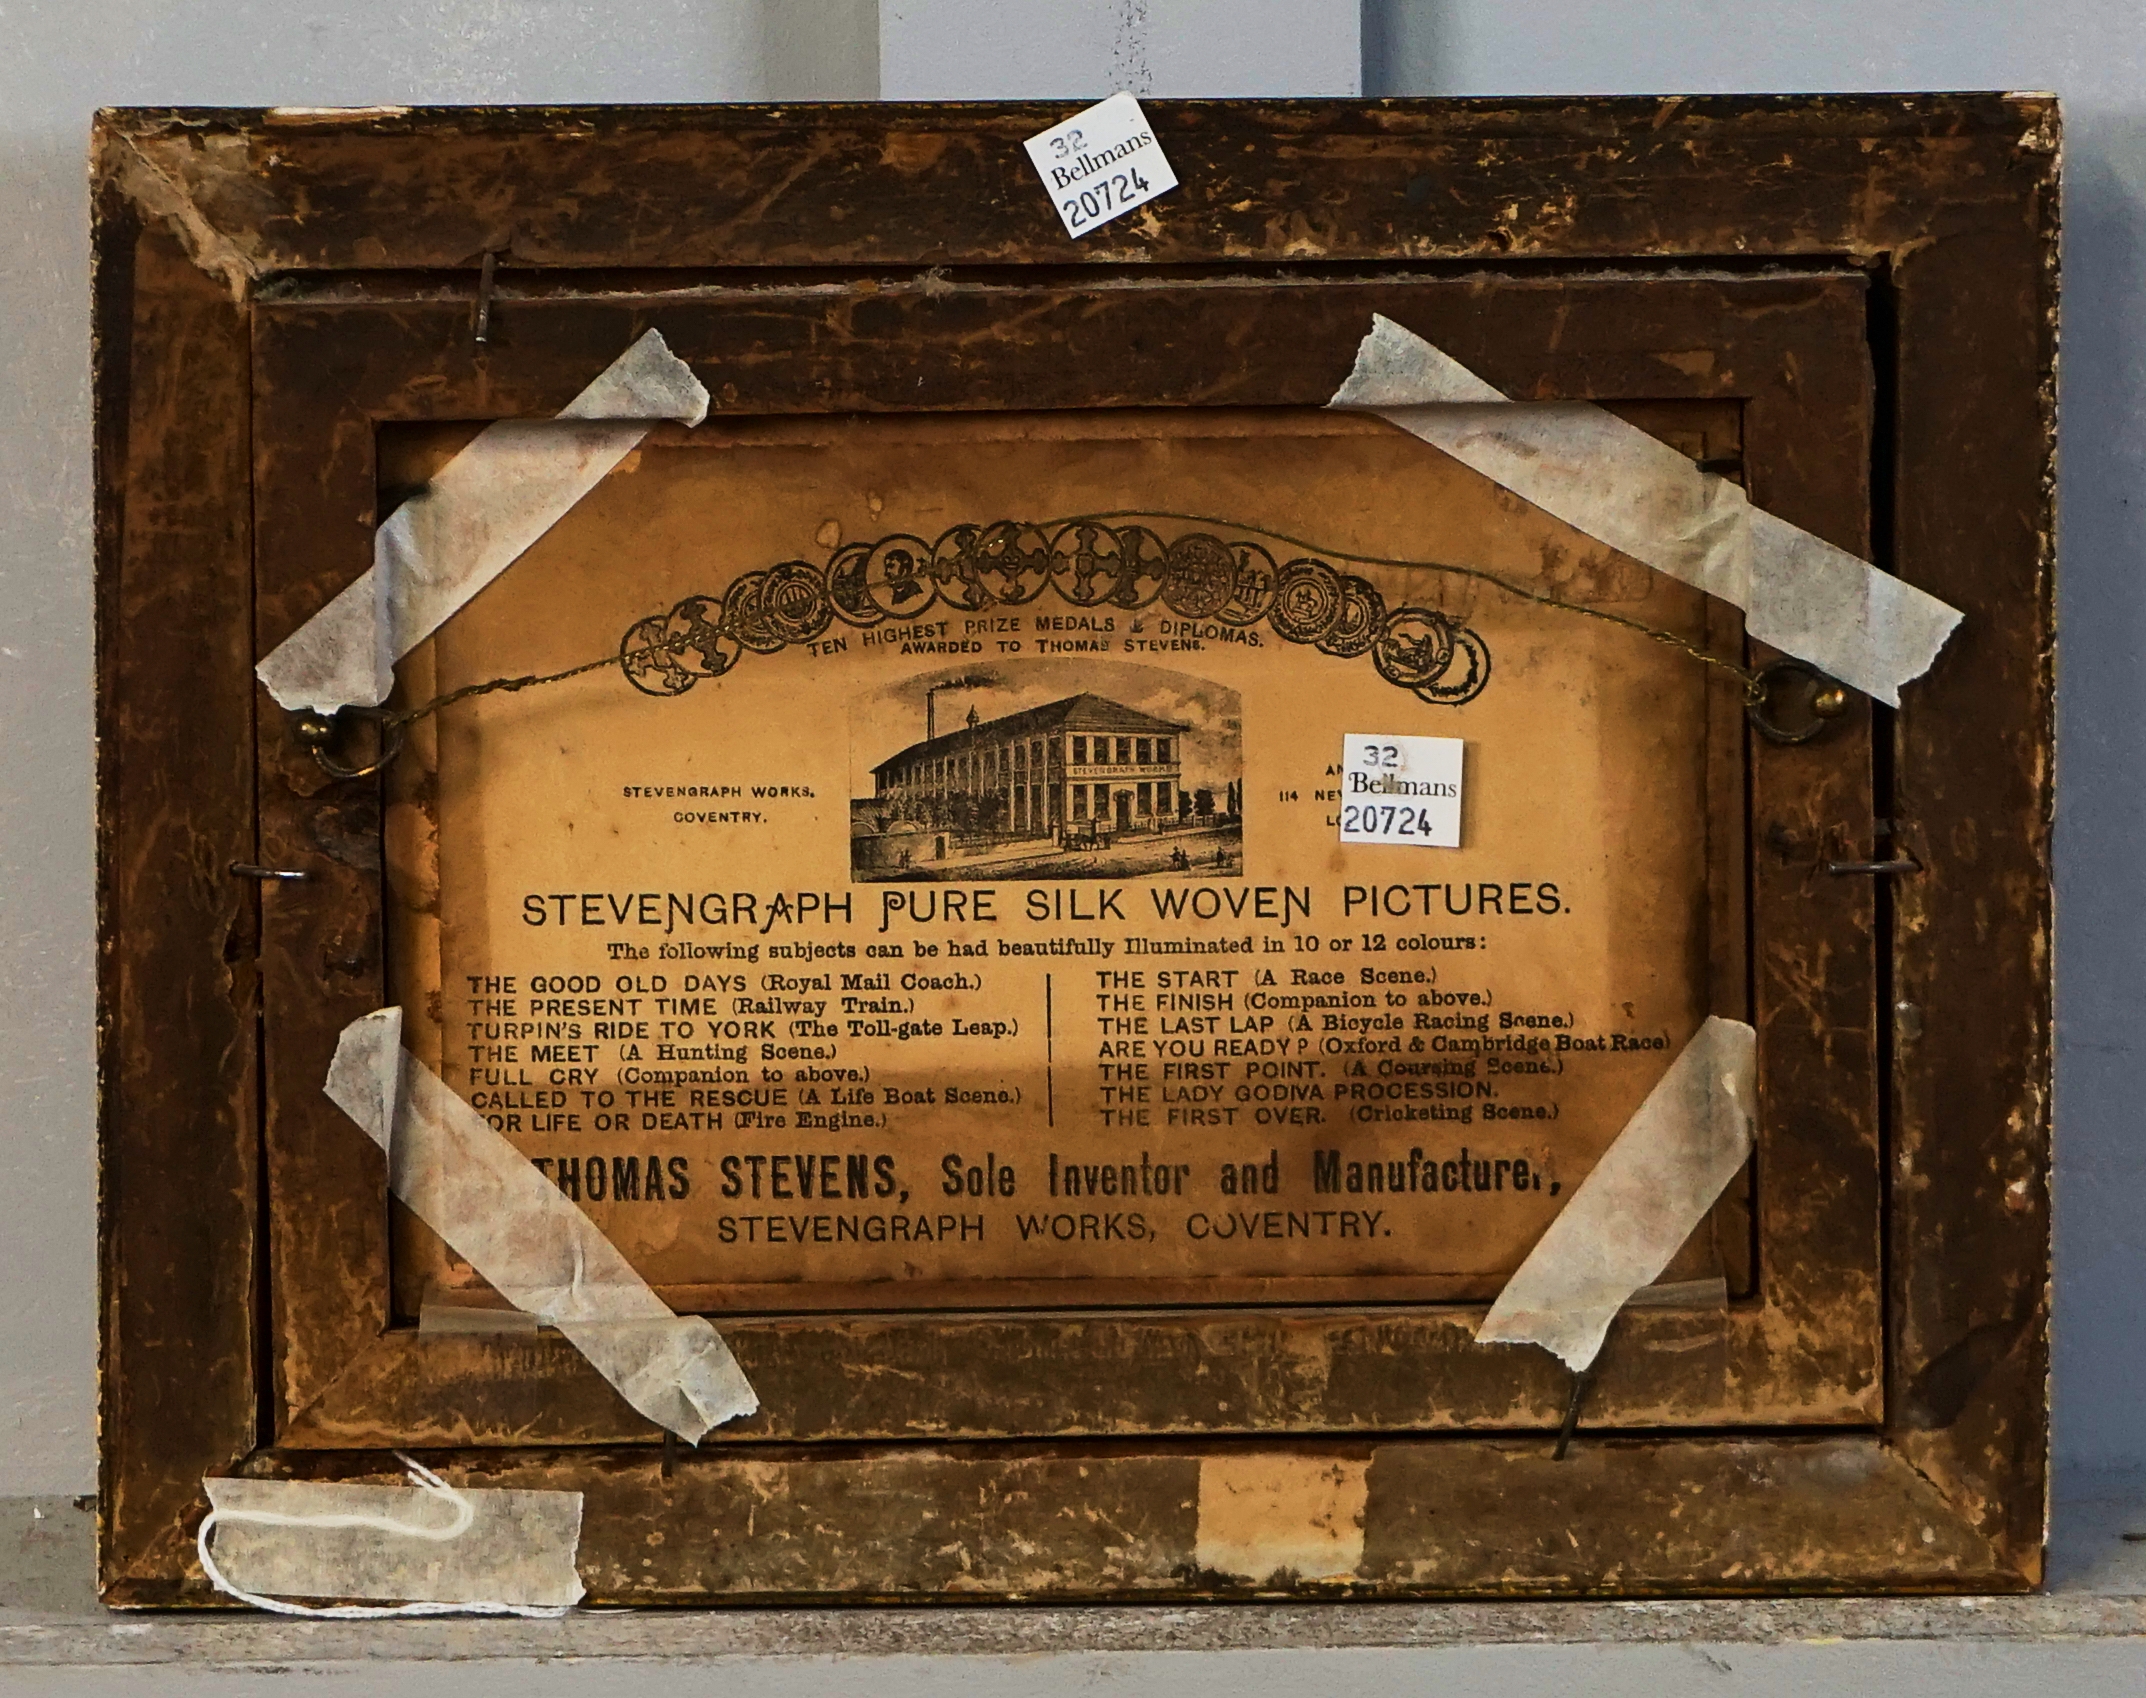 32
Bellmans
20724
TEN HIGHEST PRIZE MEDALS & DIPLOMAS.
AWARDED TO THOMAS STEVENS.
STEVENGRAPH WORKS
STEVENGRAPH WORKS,
COVENTRY.
114
32
Bellmans
20724
STEVENGRAPH PURE SILK WOVEN PICTURES.
The following subjects can be had beautifully Illuminated in 10 or 12 colours:
THE GOOD OLD DAYS (Royal Mail Coach.)
THE PRESENT TIME (Railway Train.)
TURPIN'S RIDE TO YORK (The Toll-gate Leap.)
THE MEET (A Hunting Scene.)
FULL CRY (Companion to above.)
CALLED TO THE RESCUE (A Life Boat Scene.)
OR LIFE OR DEATH (Fire Engine.)
THE START (A Race Scene.)
THE FINISH (Companion to above.)
THE LAST LAP (A Bicycle Racing Scene.)
ARE YOU READY? (Oxford & Cambridge Boat Race)
THE FIRST POINT. (A Coursing Scene.)
THE LADY GODIVA PROCESSION.
THE FIRST OVER. (Cricketing Scene.)
THOMAS STEVENS, Sole Inventor and Manufacturer,
STEVENGRAPH WORKS, COVENTRY.